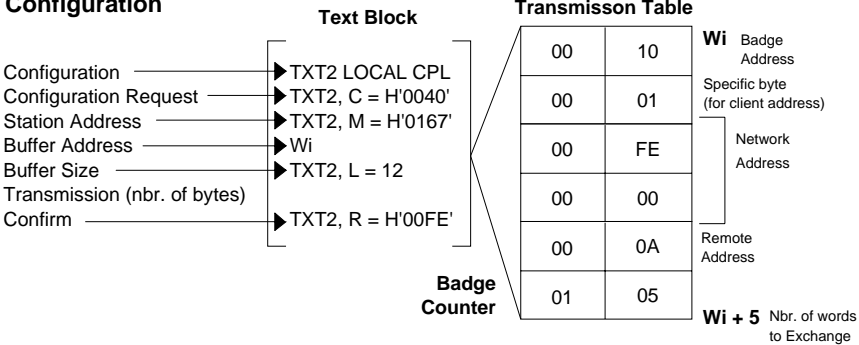 Configuration
Text Block
Transmisson Table
Configuration
Configuration Request
Station Address
Buffer Address
Buffer Size
Transmission (nbr. of bytes)
Confirm
TXT2 LOCAL CPL
TXT2, C = H'0040'
TXT2, M = H'0167'
Wi
TXT2, L = 12
TXT2, R = H'00FE'
Badge
Counter
00 10
00 01
00 FE
00 00
00 0A
01 05
Wi Badge
Address
Specific byte
(for client address)
Network
Address
Remote
Address
Wi + 5 Nbr. of words
to Exchange